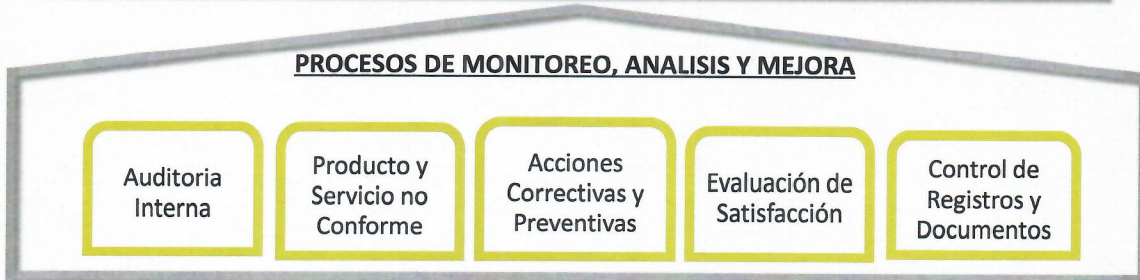 PROCESOS DE MONITOREO, ANALISIS Y MEJORA
Auditoria
Interna
Producto y
Servicio no
Conforme
Acciones
Correctivas y
Preventivas
Evaluación de
Satisfacción
Control de
Registros y
Documentos